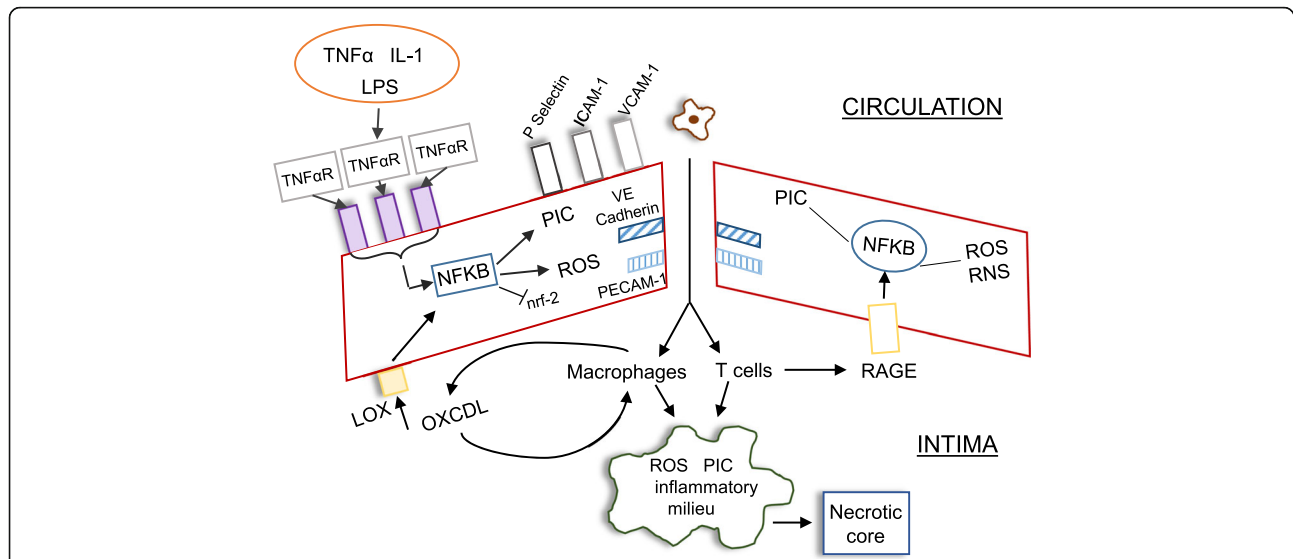 TNFα IL-1
LPS
TNFαR
TNFαR
TNFαR
P Selectin
ICAM-1
VCAM-1
CIRCULATION
PIC
VE
Cadherin
NFKB
ROS
nrf-2
PECAM-1
PIC
NFKB
ROS
RNS
Macrophages
T cells
RAGE
LOX
OXCDL
INTIMA
ROS PIC
inflammatory
milieu
Necrotic
core